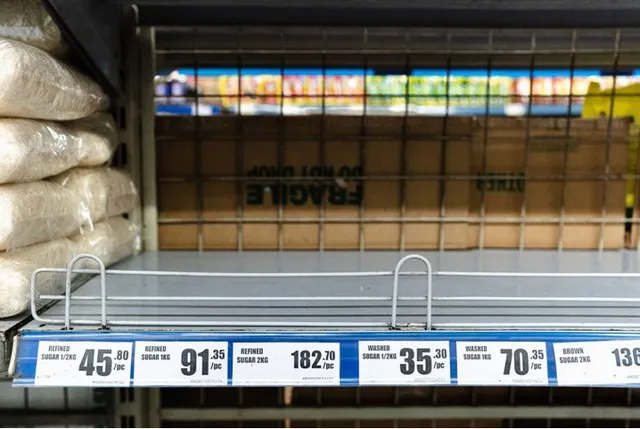 FRAGILE
DO NOT DROP
OTHER
REFINED
SUGAR 1/2KG
45.80
/pc
REFINED
SUGAR 1KG
91.35
/pc
REFINED
SUGAR 2KG
182.70
/pc
WASHED
SUGAR 1/2KG
35.30
/pc
WASHED
SUGAR 1KG
70.35
/pc
BROWN
SUGAR 2KG
136